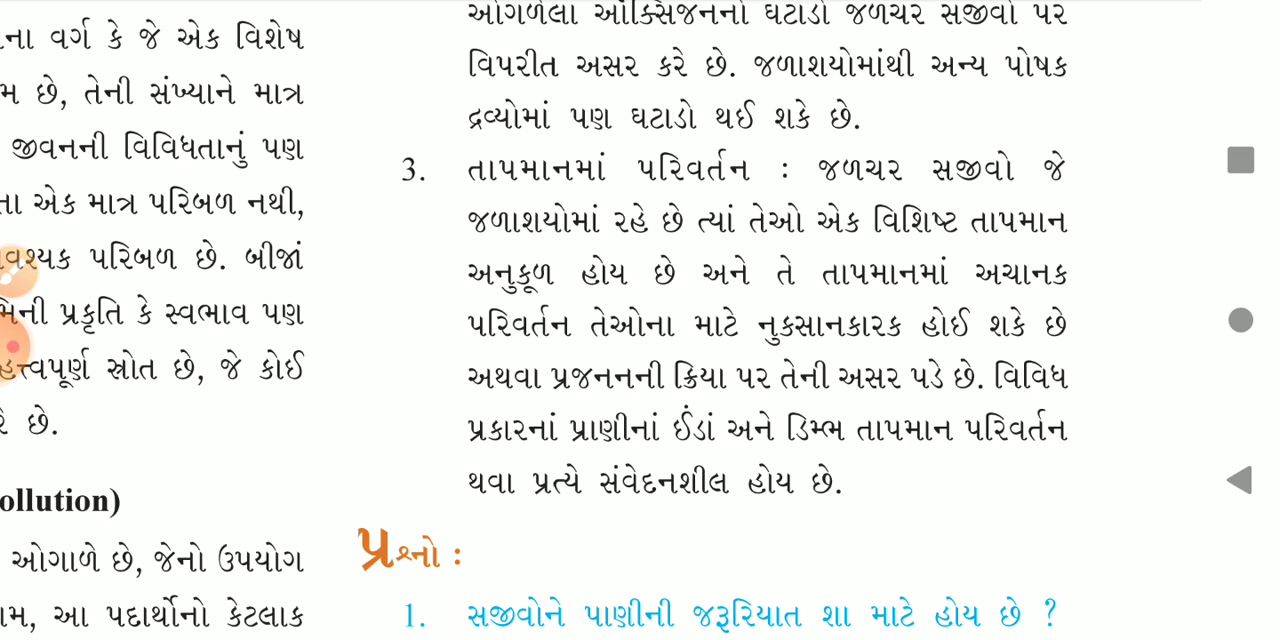 ના વર્ગ કે જે એક વિશેષ
મ છે, તેની સંખ્યાને માત્ર
જીવનની વિવિધતાનું પણ
તા એક માત્ર પરિબળ નથી,
વશ્યક પરિબળ છે. બીજાં
મિની પ્રકૃતિ કે સ્વભાવ પણ
હત્ત્વપૂર્ણ સ્રોત છે, જે કોઈ
રે છે.
ollution)
ઓગાળે છે, જેનો ઉપયોગ
ામ, આ પદાર્થોનો કેટલાક
ઓગળેલા ઑક્સિજનનો ઘટાડો જળચર સજીવો પર
વિપરીત અસર કરે છે. જળાશયોમાંથી અન્ય પોષક
દ્રવ્યોમાં પણ ઘટાડો થઈ શકે છે.
3. તાપમાનમાં પરિવર્તન : જળચર સજીવો જે
જળાશયોમાં રહે છે ત્યાં તેઓ એક વિશિષ્ટ તાપમાન
અનુકૂળ હોય છે અને તે તાપમાનમાં અચાનક
પરિવર્તન તેઓના માટે નુકસાનકારક હોઈ શકે છે
અથવા પ્રજનનની ક્રિયા પર તેની અસર પડે છે. વિવિધ
પ્રકારનાં પ્રાણીનાં ઈંડાં અને ડિમ્ભ તાપમાન પરિવર્તન
થવા પ્રત્યે સંવેદનશીલ હોય છે.
પ્રશ્નો :
1. સજીવોને પાણીની જરૂરિયાત શા માટે હોય છે ?